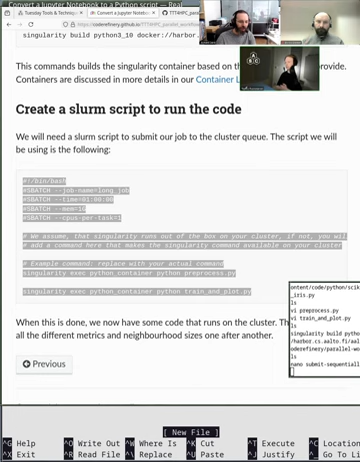 Convert a Jupyter Notebook to a Python script — Real
Tuesday Tools & Technique
Convert a Jupyter Notebook
https://coderefinery.github.io/TTT4HPC_parallel_workflow
singularity build python3_10 docker://harbor.
This commands builds the singularity container based on th
rovide.
Containers are discussed in more details in our Container L
Create a slurm script to run the code
We will need a slurm script to submit our job to the cluster queue. The script we will
be using is the following:
#!/bin/bash
#SBATCH --job-name=long_job
#SBATCH --time=01:00:00
#SBATCH --mem=1G
#SBATCH --cpus-per-task=1
# We assume, that singularity runs out of the box on your cluster, if not, you wil
# add a command here that makes the singularity command available on your cluster
# Example command: replace with your actual command
singularity exec python_container python preprocess.py
singularity exec python_container python train_and_plot.py
ontent/code/python/scik
_iris.py
ls
vi preprocess.py
vi train_and_plot.py
ls
singularity build pytho
/harbor.cs.aalto.fi/aal
oderefinery/parallel-wo
ls
nano submit-sequentiall
When this is done, we now have some code that runs on the cluster. Th
all the different metrics and neighbourhood sizes one after another.
Previous
[ New File ]
^G Help ^O Write Out ^W Where Is ^K Cut ^T Execute ^C Location
^X Exit ^R Read File ^\ Replace ^U Paste ^J Justify ^_ Go To Li